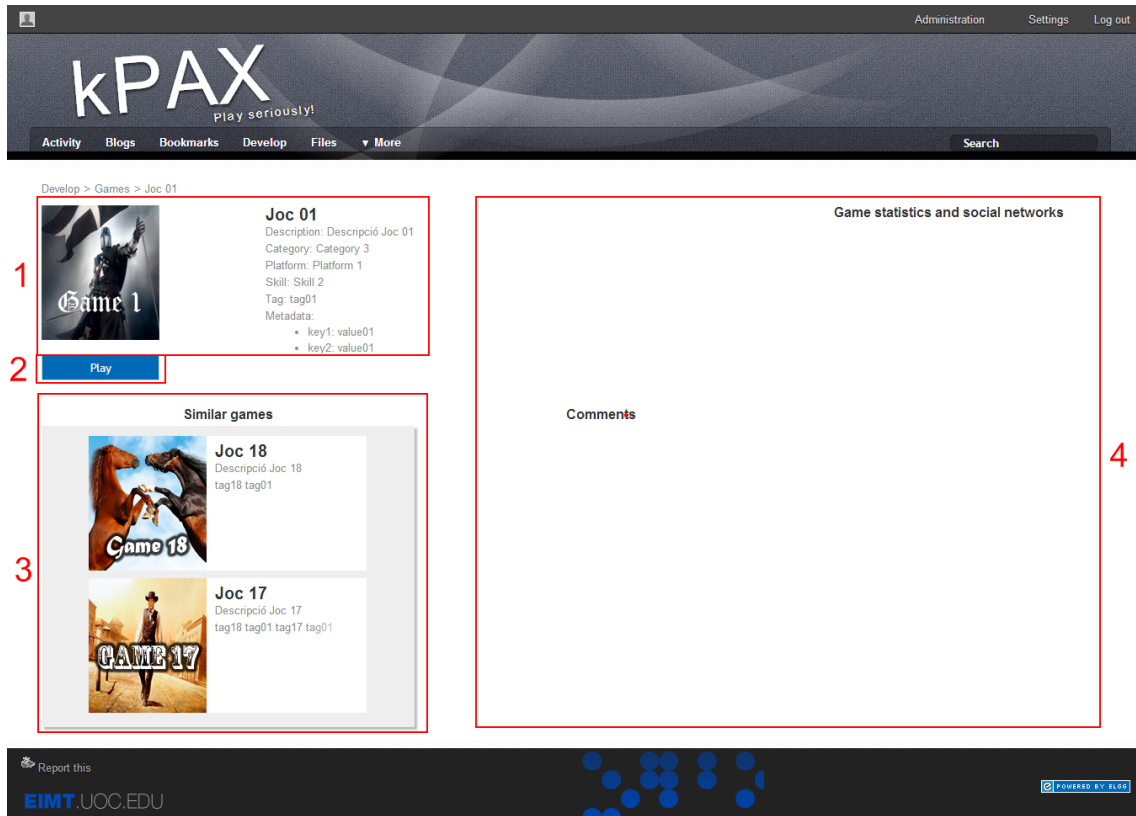 Administration Settings Log out
kPAX
Play seriously!
Activity Blogs Bookmarks Develop Files ▼ More Search
Develop > Games > Joc 01
1
Game 1
Joc 01
Description: Descripció Joc 01
Category: Category 3
Platform: Platform 1
Skill: Skill 2
Tag: tag01
Metadata:
• key1: value01
• key2: value01
2
Play
3
Similar games
Game 18
Joc 18
Descripció Joc 18
tag18 tag01
GAME 17
Joc 17
Descripció Joc 17
tag18 tag01 tag17 tag01
Game statistics and social networks
Comments
4
Report this
EIMT.UOC.EDU
POWERED BY ELGG